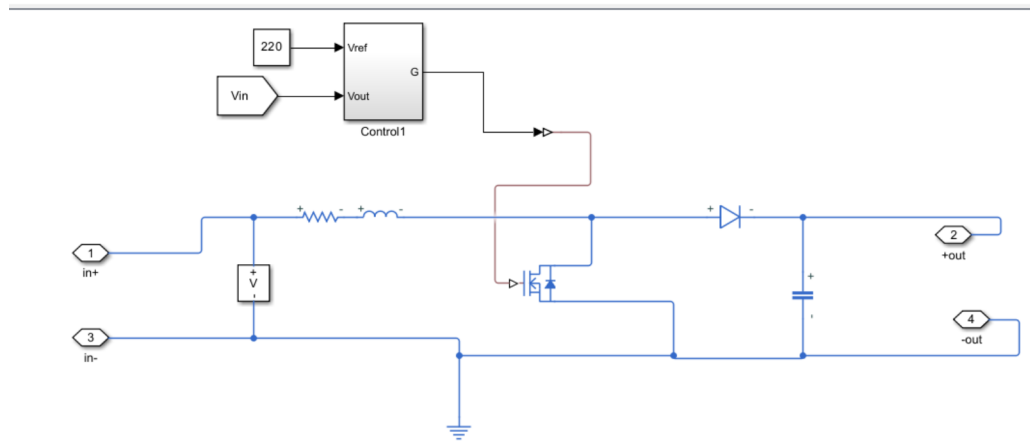 220
Vref
G
Vin
Vout
Control1
+ - + -
+ -
1
in+
2
+out
+
V
-
+
-
3
in-
4
-out